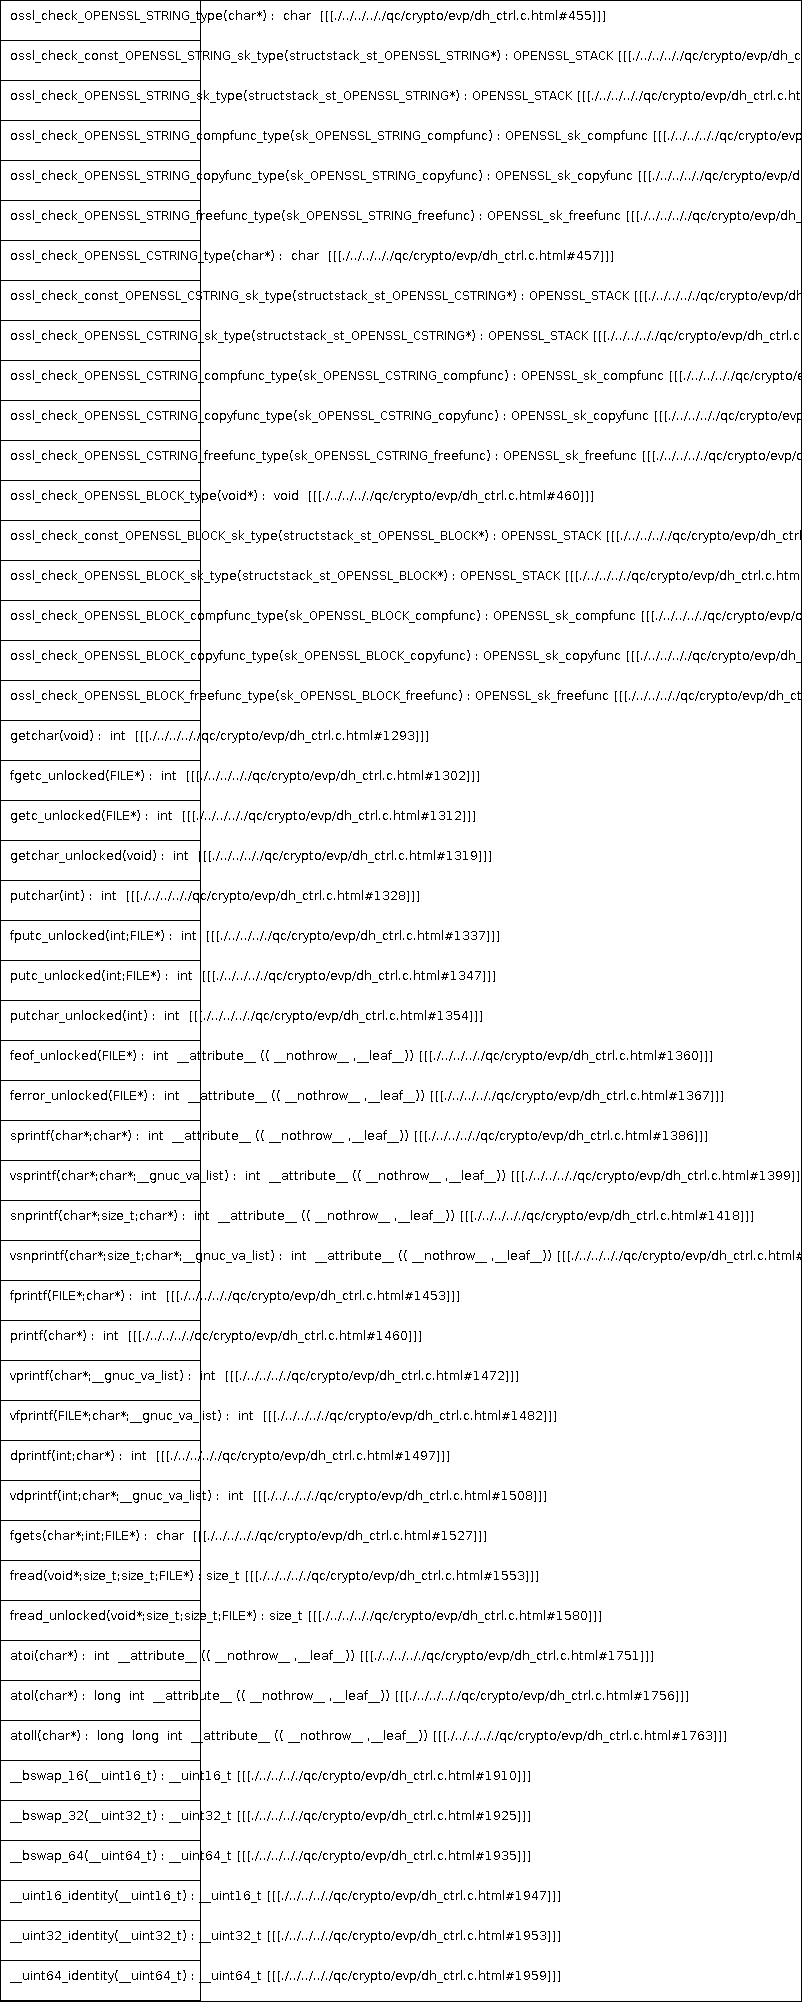 ossl_check_OPENSSL_STRING_type(char*) : char [[[./../../../qc/crypto/evp/dh_ctrl.c.html#455]]]
ossl_check_const_OPENSSL_STRING_sk_type(structstack_st_OPENSSL_STRING*) : OPENSSL_STACK [[[./../../../qc/crypto/evp/dh_c
ossl_check_OPENSSL_STRING_sk_type(structstack_st_OPENSSL_STRING*) : OPENSSL_STACK [[[./../../../qc/crypto/evp/dh_ctrl.c.ht
ossl_check_OPENSSL_STRING_compfunc_type(sk_OPENSSL_STRING_compfunc) : OPENSSL_sk_compfunc [[[./../../../qc/crypto/evp
ossl_check_OPENSSL_STRING_copyfunc_type(sk_OPENSSL_STRING_copyfunc) : OPENSSL_sk_copyfunc [[[./../../../qc/crypto/evp/d
ossl_check_OPENSSL_STRING_freefunc_type(sk_OPENSSL_STRING_freefunc) : OPENSSL_sk_freefunc [[[./../../../qc/crypto/evp/dh_
ossl_check_OPENSSL_CSTRING_type(char*) : char [[[./../../../qc/crypto/evp/dh_ctrl.c.html#457]]]
ossl_check_const_OPENSSL_CSTRING_sk_type(structstack_st_OPENSSL_CSTRING*) : OPENSSL_STACK [[[./../../../qc/crypto/evp/dh
ossl_check_OPENSSL_CSTRING_sk_type(structstack_st_OPENSSL_CSTRING*) : OPENSSL_STACK [[[./../../../qc/crypto/evp/dh_ctrl.c
ossl_check_OPENSSL_CSTRING_compfunc_type(sk_OPENSSL_CSTRING_compfunc) : OPENSSL_sk_compfunc [[[./../../../qc/crypto/e
ossl_check_OPENSSL_CSTRING_copyfunc_type(sk_OPENSSL_CSTRING_copyfunc) : OPENSSL_sk_copyfunc [[[./../../../qc/crypto/evp
ossl_check_OPENSSL_CSTRING_freefunc_type(sk_OPENSSL_CSTRING_freefunc) : OPENSSL_sk_freefunc [[[./../../../qc/crypto/evp/d
ossl_check_OPENSSL_BLOCK_type(void*) : void [[[./../../../qc/crypto/evp/dh_ctrl.c.html#460]]]
ossl_check_const_OPENSSL_BLOCK_sk_type(structstack_st_OPENSSL_BLOCK*) : OPENSSL_STACK [[[./../../../qc/crypto/evp/dh_ctrl
ossl_check_OPENSSL_BLOCK_sk_type(structstack_st_OPENSSL_BLOCK*) : OPENSSL_STACK [[[./../../../qc/crypto/evp/dh_ctrl.c.htm
ossl_check_OPENSSL_BLOCK_compfunc_type(sk_OPENSSL_BLOCK_compfunc) : OPENSSL_sk_compfunc [[[./../../../qc/crypto/evp/d
ossl_check_OPENSSL_BLOCK_copyfunc_type(sk_OPENSSL_BLOCK_copyfunc) : OPENSSL_sk_copyfunc [[[./../../../qc/crypto/evp/dh_
ossl_check_OPENSSL_BLOCK_freefunc_type(sk_OPENSSL_BLOCK_freefunc) : OPENSSL_sk_freefunc [[[./../../../qc/crypto/evp/dh_ct
getchar(void) : int [[[./../../../qc/crypto/evp/dh_ctrl.c.html#1293]]]
fgetc_unlocked(FILE*) : int [[[./../../../qc/crypto/evp/dh_ctrl.c.html#1302]]]
getc_unlocked(FILE*) : int [[[./../../../qc/crypto/evp/dh_ctrl.c.html#1312]]]
getchar_unlocked(void) : int [[[./../../../qc/crypto/evp/dh_ctrl.c.html#1319]]]
putchar(int) : int [[[./../../../qc/crypto/evp/dh_ctrl.c.html#1328]]]
fputc_unlocked(int;FILE*) : int [[[./../../../qc/crypto/evp/dh_ctrl.c.html#1337]]]
putc_unlocked(int;FILE*) : int [[[./../../../qc/crypto/evp/dh_ctrl.c.html#1347]]]
putchar_unlocked(int) : int [[[./../../../qc/crypto/evp/dh_ctrl.c.html#1354]]]
feof_unlocked(FILE*) : int __attribute__ (( __nothrow__ ,__leaf__)) [[[./../../../qc/crypto/evp/dh_ctrl.c.html#1360]]]
ferror_unlocked(FILE*) : int __attribute__ (( __nothrow__ ,__leaf__)) [[[./../../../qc/crypto/evp/dh_ctrl.c.html#1367]]]
sprintf(char*;char*) : int __attribute__ (( __nothrow__ ,__leaf__)) [[[./../../../qc/crypto/evp/dh_ctrl.c.html#1386]]]
vsprintf(char*;char*;__gnuc_va_list) : int __attribute__ (( __nothrow__ ,__leaf__)) [[[./../../../qc/crypto/evp/dh_ctrl.c.html#1399]]]
snprintf(char*;size_t;char*) : int __attribute__ (( __nothrow__ ,__leaf__)) [[[./../../../qc/crypto/evp/dh_ctrl.c.html#1418]]]
vsnprintf(char*;size_t;char*;__gnuc_va_list) : int __attribute__ (( __nothrow__ ,__leaf__)) [[[./../../../qc/crypto/evp/dh_ctrl.c.html#
fprintf(FILE*;char*) : int [[[./../../../qc/crypto/evp/dh_ctrl.c.html#1453]]]
printf(char*) : int [[[./../../../qc/crypto/evp/dh_ctrl.c.html#1460]]]
vprintf(char*;__gnuc_va_list) : int [[[./../../../qc/crypto/evp/dh_ctrl.c.html#1472]]]
vfprintf(FILE*;char*;__gnuc_va_list) : int [[[./../../../qc/crypto/evp/dh_ctrl.c.html#1482]]]
dprintf(int;char*) : int [[[./../../../qc/crypto/evp/dh_ctrl.c.html#1497]]]
vdprintf(int;char*;__gnuc_va_list) : int [[[./../../../qc/crypto/evp/dh_ctrl.c.html#1508]]]
fgets(char*;int;FILE*) : char [[[./../../../qc/crypto/evp/dh_ctrl.c.html#1527]]]
fread(void*;size_t;size_t;FILE*) : size_t [[[./../../../qc/crypto/evp/dh_ctrl.c.html#1553]]]
fread_unlocked(void*;size_t;size_t;FILE*) : size_t [[[./../../../qc/crypto/evp/dh_ctrl.c.html#1580]]]
atoi(char*) : int __attribute__ (( __nothrow__ ,__leaf__)) [[[./../../../qc/crypto/evp/dh_ctrl.c.html#1751]]]
atol(char*) : long int __attribute__ (( __nothrow__ ,__leaf__)) [[[./../../../qc/crypto/evp/dh_ctrl.c.html#1756]]]
atoll(char*) : long long int __attribute__ (( __nothrow__ ,__leaf__)) [[[./../../../qc/crypto/evp/dh_ctrl.c.html#1763]]]
__bswap_16(__uint16_t) : __uint16_t [[[./../../../qc/crypto/evp/dh_ctrl.c.html#1910]]]
__bswap_32(__uint32_t) : __uint32_t [[[./../../../qc/crypto/evp/dh_ctrl.c.html#1925]]]
__bswap_64(__uint64_t) : __uint64_t [[[./../../../qc/crypto/evp/dh_ctrl.c.html#1935]]]
__uint16_identity(__uint16_t) : __uint16_t [[[./../../../qc/crypto/evp/dh_ctrl.c.html#1947]]]
__uint32_identity(__uint32_t) : __uint32_t [[[./../../../qc/crypto/evp/dh_ctrl.c.html#1953]]]
__uint64_identity(__uint64_t) : __uint64_t [[[./../../../qc/crypto/evp/dh_ctrl.c.html#1959]]]